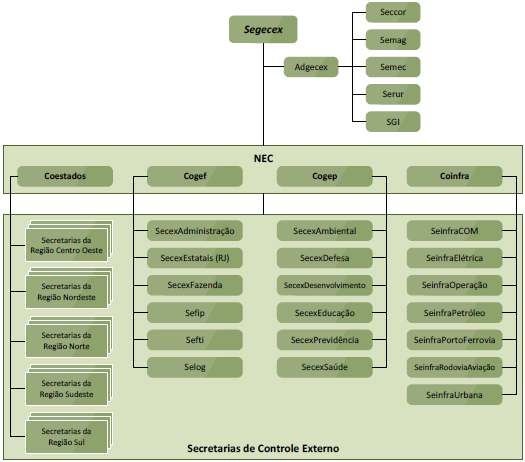 Segecex
Seccor
Semag
Adgecex
Semec
Serur
SGI
NEC
Coestados
Cogef
Cogep
Coinfra
Secretarias da
Região Centro Oeste
Secretarias da
Região Nordeste
Secretarias da
Região Norte
Secretarias da
Região Sudeste
Secretarias da
Região Sul
SecexAdministração
SecexEstatais (RJ)
SecexFazenda
Sefip
Sefti
Selog
SecexAmbiental
SecexDefesa
SecexDesenvolvimento
SecexEducação
SecexPrevidência
SecexSaúde
SeinfraCOM
SeinfraElétrica
SeinfraOperação
SeinfraPetróleo
SeinfraPortoFerrovia
SeinfraRodoviaAviação
SeinfraUrbana
Secretarias de Controle Externo